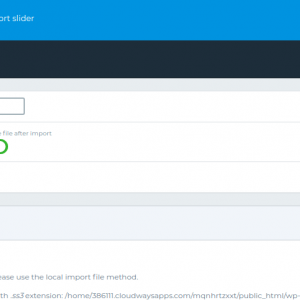 ort slider
file after import
ease use the local import file method.
th .ss3 extension: /home/386111.cloudwaysapps.com/mqnhrtzxxt/public_html/wp